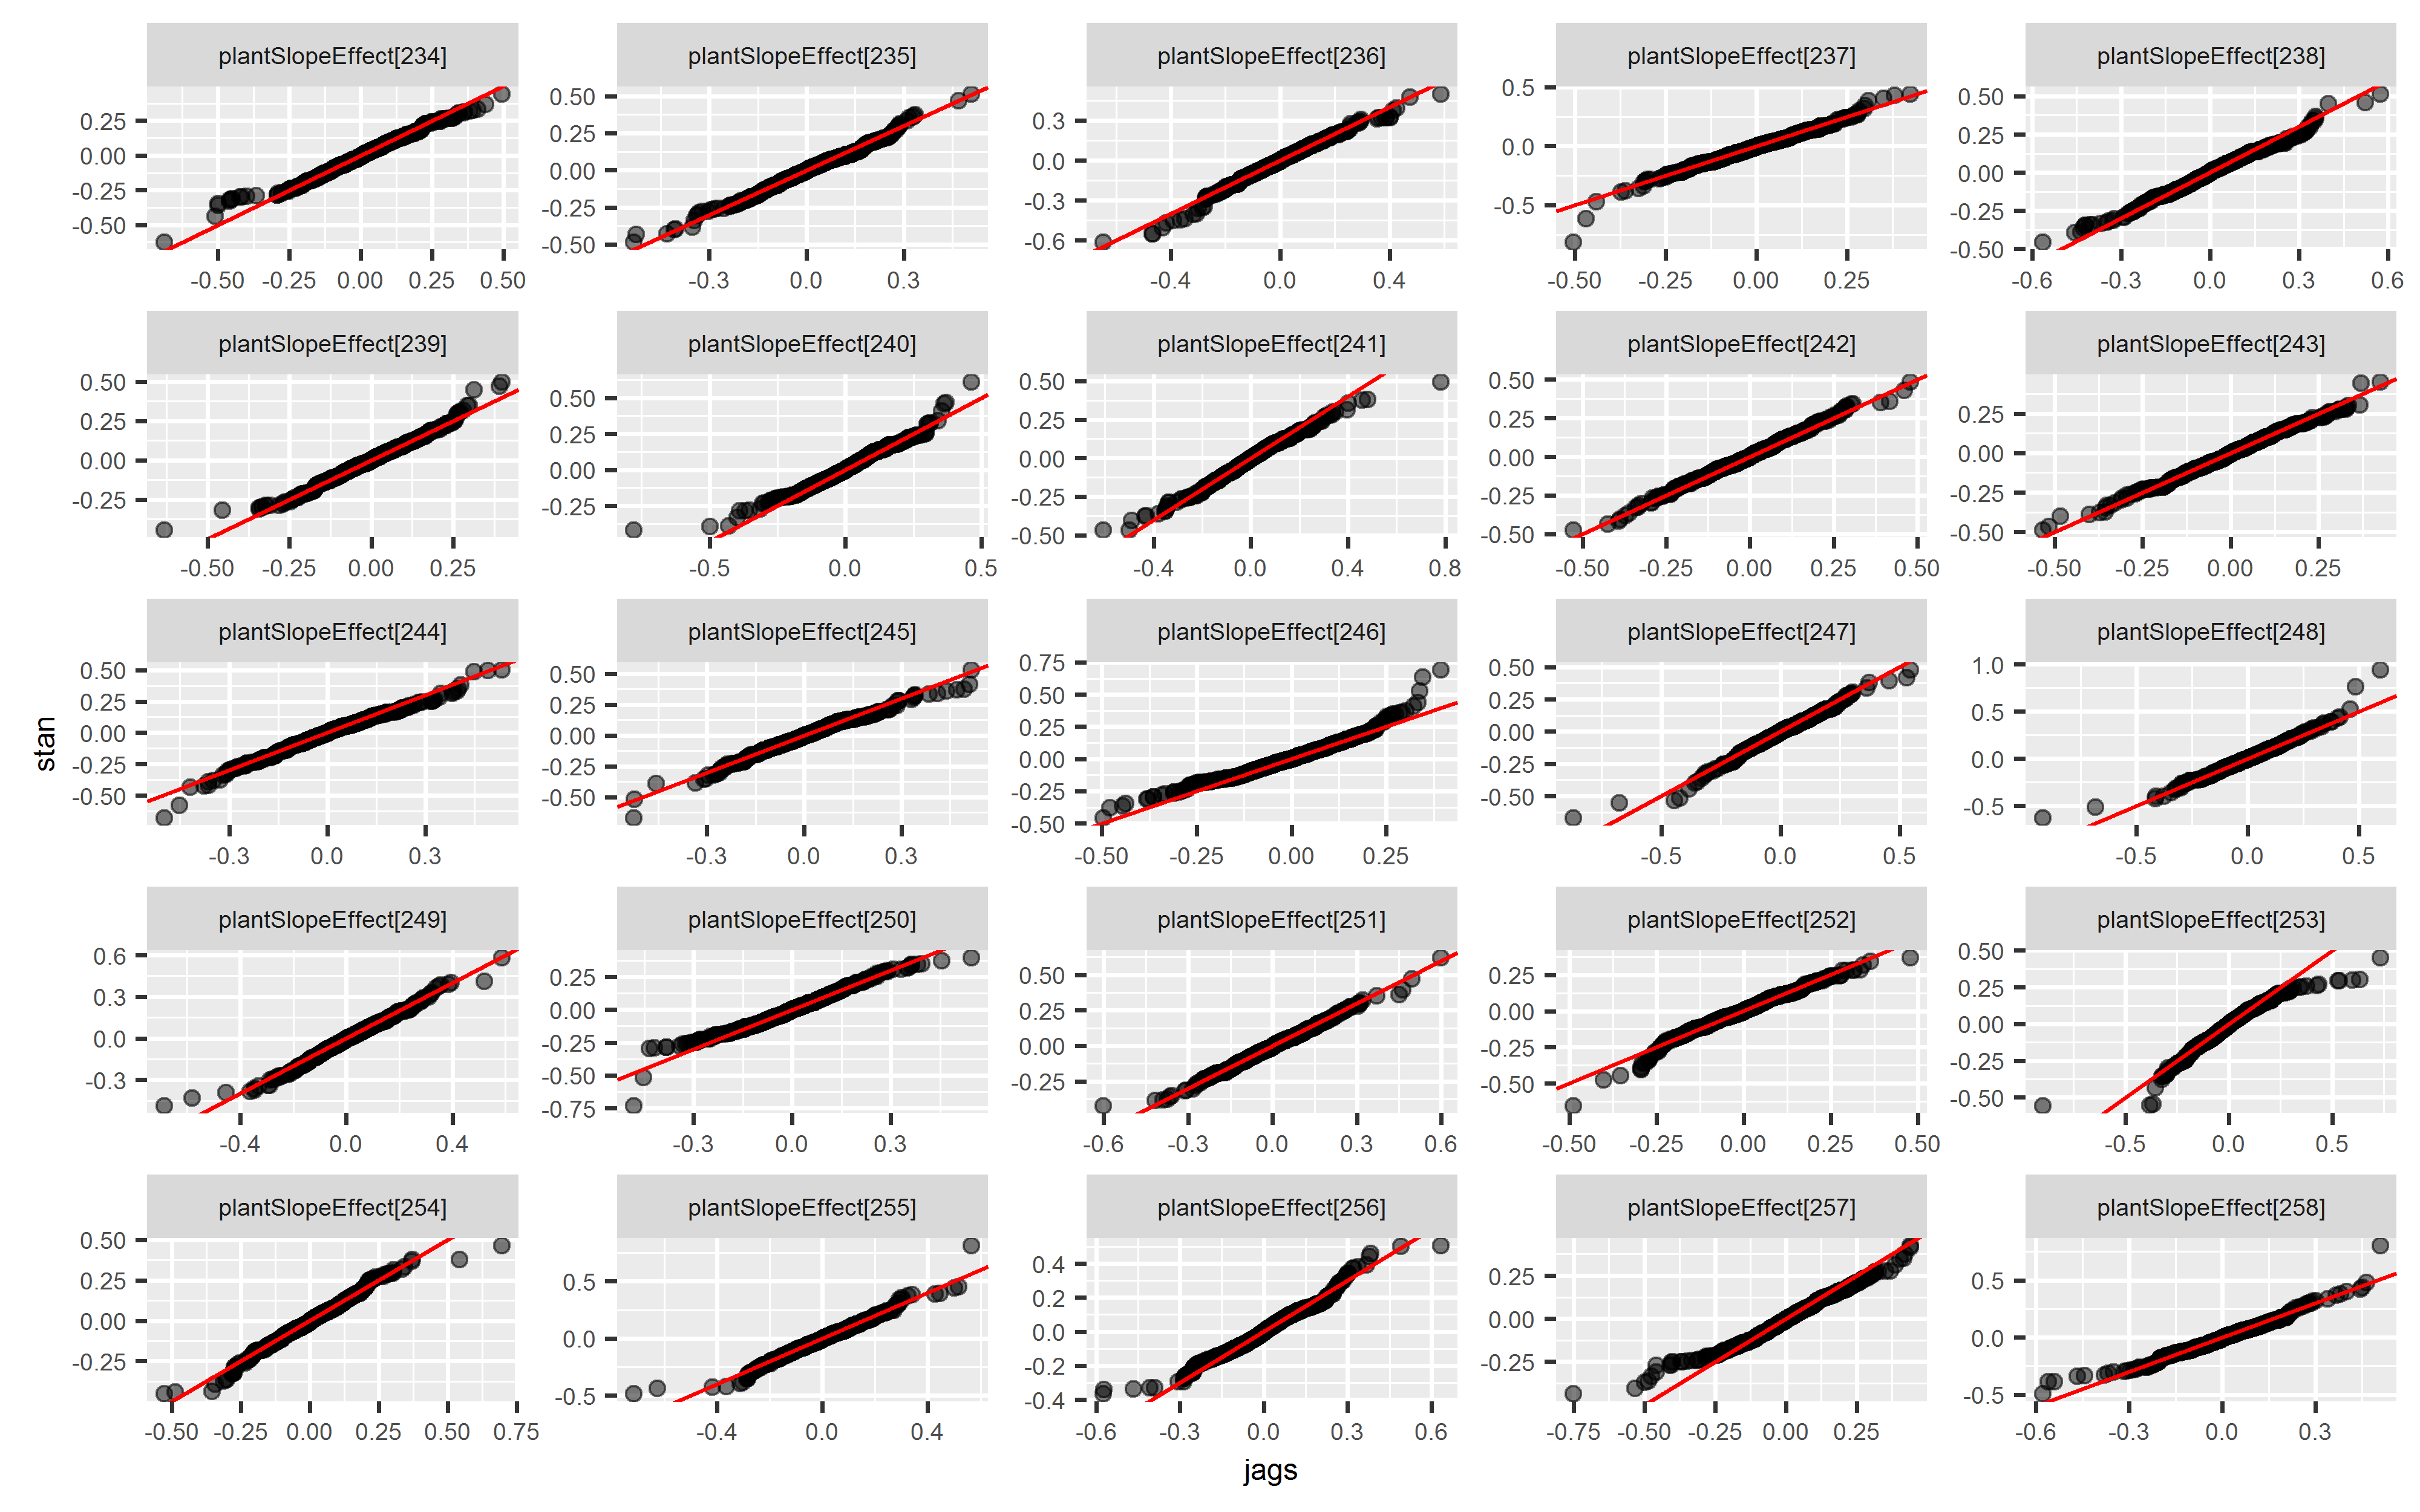 plantSlopeEffect[234] plantSlopeEffect[235] plantSlopeEffect[236] plantSlopeEffect[237] plantSlopeEffect[238]
0.25 0.00 -0.25 -0.50
-0.50 -0.25 0.00 0.25 0.50
0.50 0.25 0.00 -0.25 -0.50
-0.3 0.0 0.3
0.3 0.0 -0.3 -0.6
-0.4 0.0 0.4
0.5 0.0 -0.5
-0.50 -0.25 0.00 0.25
0.50 0.25 0.00 -0.25 -0.50
-0.6 -0.3 0.0 0.3 0.6
plantSlopeEffect[239] plantSlopeEffect[240] plantSlopeEffect[241] plantSlopeEffect[242] plantSlopeEffect[243]
0.50 0.25 0.00 -0.25
-0.50 -0.25 0.00 0.25
0.50 0.25 0.00 -0.25
-0.5 0.0 0.5
0.50 0.25 0.00 -0.25 -0.50
-0.4 0.0 0.4 0.8
0.50 0.25 0.00 -0.25 -0.50
-0.50 -0.25 0.00 0.25 0.50
0.25 0.00 -0.25 -0.50
-0.50 -0.25 0.00 0.25
plantSlopeEffect[244] plantSlopeEffect[245] plantSlopeEffect[246] plantSlopeEffect[247] plantSlopeEffect[248]
0.50 0.25 0.00 -0.25 -0.50
-0.3 0.0 0.3
0.50 0.25 0.00 -0.25 -0.50
-0.3 0.0 0.3
0.75 0.50 0.25 0.00 -0.25 -0.50
-0.50 -0.25 0.00 0.25
0.50 0.25 0.00 -0.25 -0.50
-0.5 0.0 0.5
1.0 0.5 0.0 -0.5
-0.5 0.0 0.5
stan
plantSlopeEffect[249] plantSlopeEffect[250] plantSlopeEffect[251] plantSlopeEffect[252] plantSlopeEffect[253]
0.6 0.3 0.0 -0.3
-0.4 0.0 0.4
0.25 0.00 -0.25 -0.50 -0.75
-0.3 0.0 0.3
0.50 0.25 0.00 -0.25
-0.6 -0.3 0.0 0.3 0.6
0.25 0.00 -0.25 -0.50
-0.50 -0.25 0.00 0.25 0.50
0.50 0.25 0.00 -0.25 -0.50
-0.5 0.0 0.5
plantSlopeEffect[254] plantSlopeEffect[255] plantSlopeEffect[256] plantSlopeEffect[257] plantSlopeEffect[258]
0.50 0.25 0.00 -0.25
-0.50 -0.25 0.00 0.25 0.50 0.75
0.5 0.0 -0.5
-0.4 0.0 0.4
0.4 0.2 0.0 -0.2 -0.4
-0.6 -0.3 0.0 0.3 0.6
0.25 0.00 -0.25
-0.75 -0.50 -0.25 0.00 0.25
0.5 0.0 -0.5
-0.6 -0.3 0.0 0.3
jags